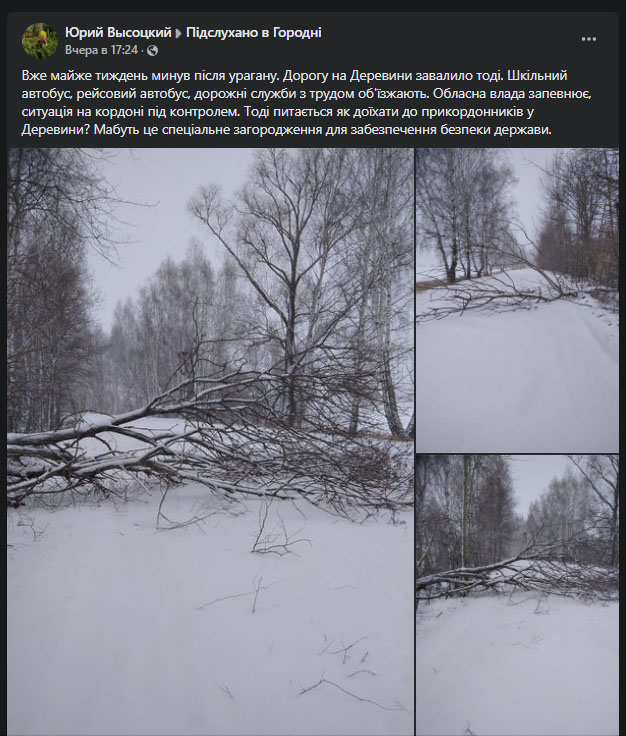 Юрий Высоцкий ▸ Підслухано в Городні
Вчера в 17:24 ·
Вже майже тиждень минув після урагану. Дорогу на Деревини завалило тоді. Шкільний
автобус, рейсовий автобус, дорожні служби з трудом об'їзжають. Обласна влада запевнює,
ситуація на кордоні під контролем. Тоді питається як доїхати до прикордонників у
Деревини? Мабуть це спеціальне загородження для забезпечення безпеки держави.